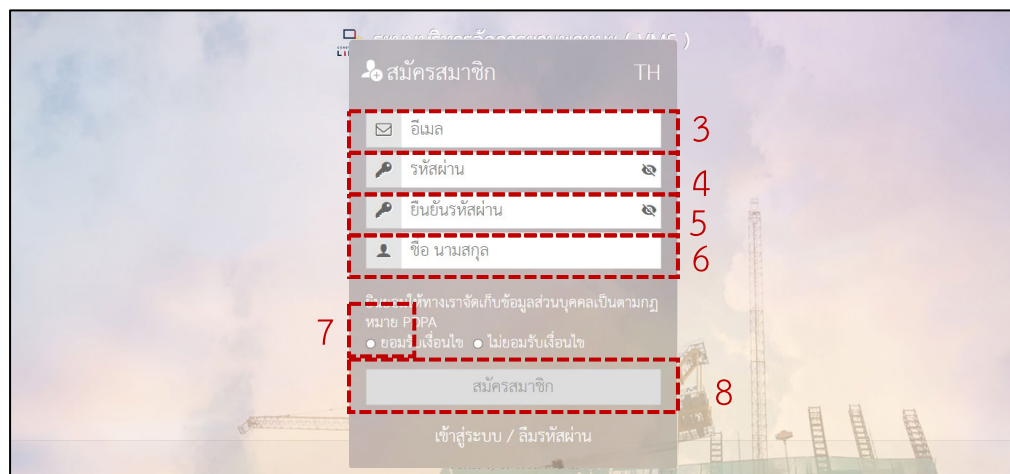 ( VMS )
สมัครสมาชิก TH
อีเมล 3
รหัสผ่าน 4
ยืนยันรหัสผ่าน 5
ชื่อ นามสกุล 6
ยินยอมให้ทางเราจัดเก็บข้อมูลส่วนบุคคลเป็นตามกฎ
หมาย PDPA
7
ยอมรับเงื่อนไข ไม่ยอมรับเงื่อนไข
สมัครสมาชิก 8
เข้าสู่ระบบ / ลืมรหัสผ่าน